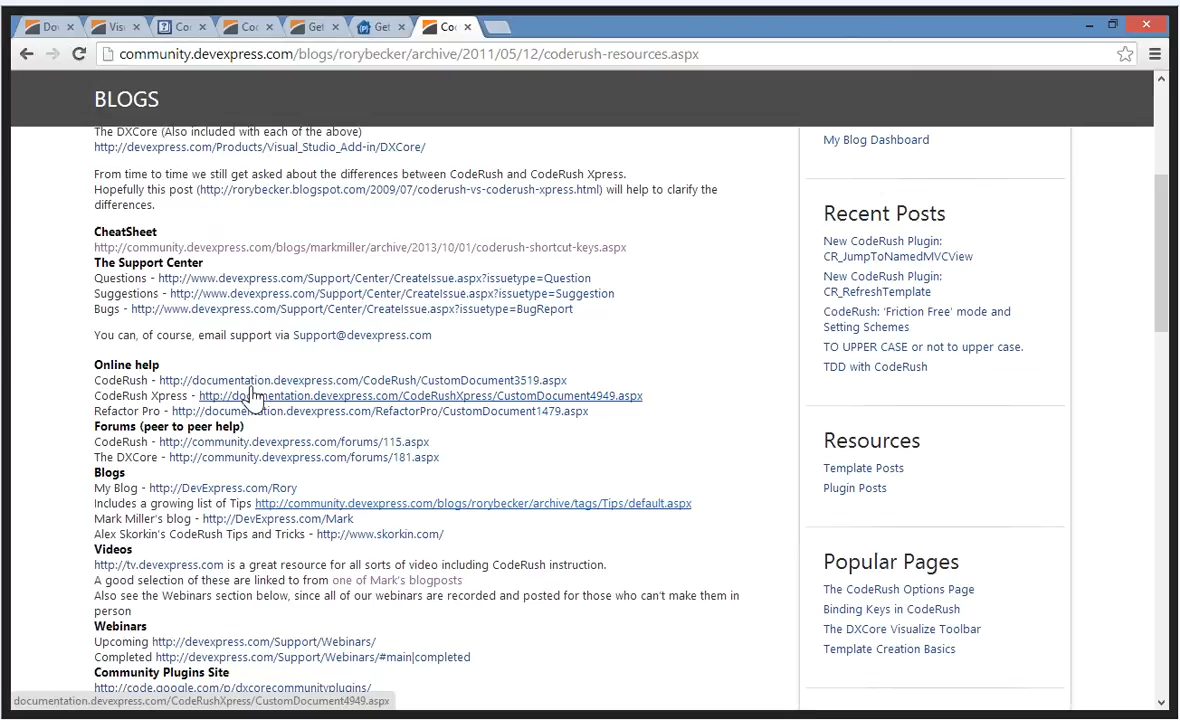 Do
Vis
Co
Co
Get
Get
Co
community.devexpress.com/blogs/rorybecker/archive/2011/05/12/coderush-resources.aspx
BLOGS
The DXCore (Also included with each of the above)
http://devexpress.com/Products/Visual_Studio_Add-in/DXCore/
From time to time we still get asked about the differences between CodeRush and CodeRush Xpress.
Hopefully this post (http://rorybecker.blogspot.com/2009/07/coderush-vs-coderush-xpress.html) will help to clarify the
differences.
CheatSheet
http://community.devexpress.com/blogs/markmiller/archive/2013/10/01/coderush-shortcut-keys.aspx
The Support Center
Questions - http://www.devexpress.com/Support/Center/CreateIssue.aspx?issuetype=Question
Suggestions - http://www.devexpress.com/Support/Center/CreateIssue.aspx?issuetype=Suggestion
Bugs - http://www.devexpress.com/Support/Center/CreateIssue.aspx?issuetype=BugReport
You can, of course, email support via Support@devexpress.com
Online help
CodeRush - http://documentation.devexpress.com/CodeRush/CustomDocument3519.aspx
CodeRush Xpress - http://documentation.devexpress.com/CodeRushXpress/CustomDocument4949.aspx
Refactor Pro - http://documentation.devexpress.com/RefactorPro/CustomDocument1479.aspx
Forums (peer to peer help)
CodeRush - http://community.devexpress.com/forums/115.aspx
The DXCore - http://community.devexpress.com/forums/181.aspx
Blogs
My Blog - http://DevExpress.com/Rory
Includes a growing list of Tips http://community.devexpress.com/blogs/rorybecker/archive/tags/Tips/default.aspx
Mark Miller's blog - http://DevExpress.com/Mark
Alex Skorkin's CodeRush Tips and Tricks - http://www.skorkin.com/
Videos
http://tv.devexpress.com is a great resource for all sorts of video including CodeRush instruction.
A good selection of these are linked to from one of Mark's blogposts
Also see the Webinars section below, since all of our webinars are recorded and posted for those who can't make them in
person
Webinars
Upcoming http://devexpress.com/Support/Webinars/
Completed http://devexpress.com/Support/Webinars/#main|completed
Community Plugins Site
http://code.google.com/p/dxcorecommunityplugins/
documentation.devexpress.com/CodeRushXpress/CustomDocument4949.aspx
My Blog Dashboard
Recent Posts
New CodeRush Plugin:
CR_JumpToNamedMVCView
New CodeRush Plugin:
CR_RefreshTemplate
CodeRush: 'Friction Free' mode and
Setting Schemes
TO UPPER CASE or not to upper case.
TDD with CodeRush
Resources
Template Posts
Plugin Posts
Popular Pages
The CodeRush Options Page
Binding Keys in CodeRush
The DXCore Visualize Toolbar
Template Creation Basics